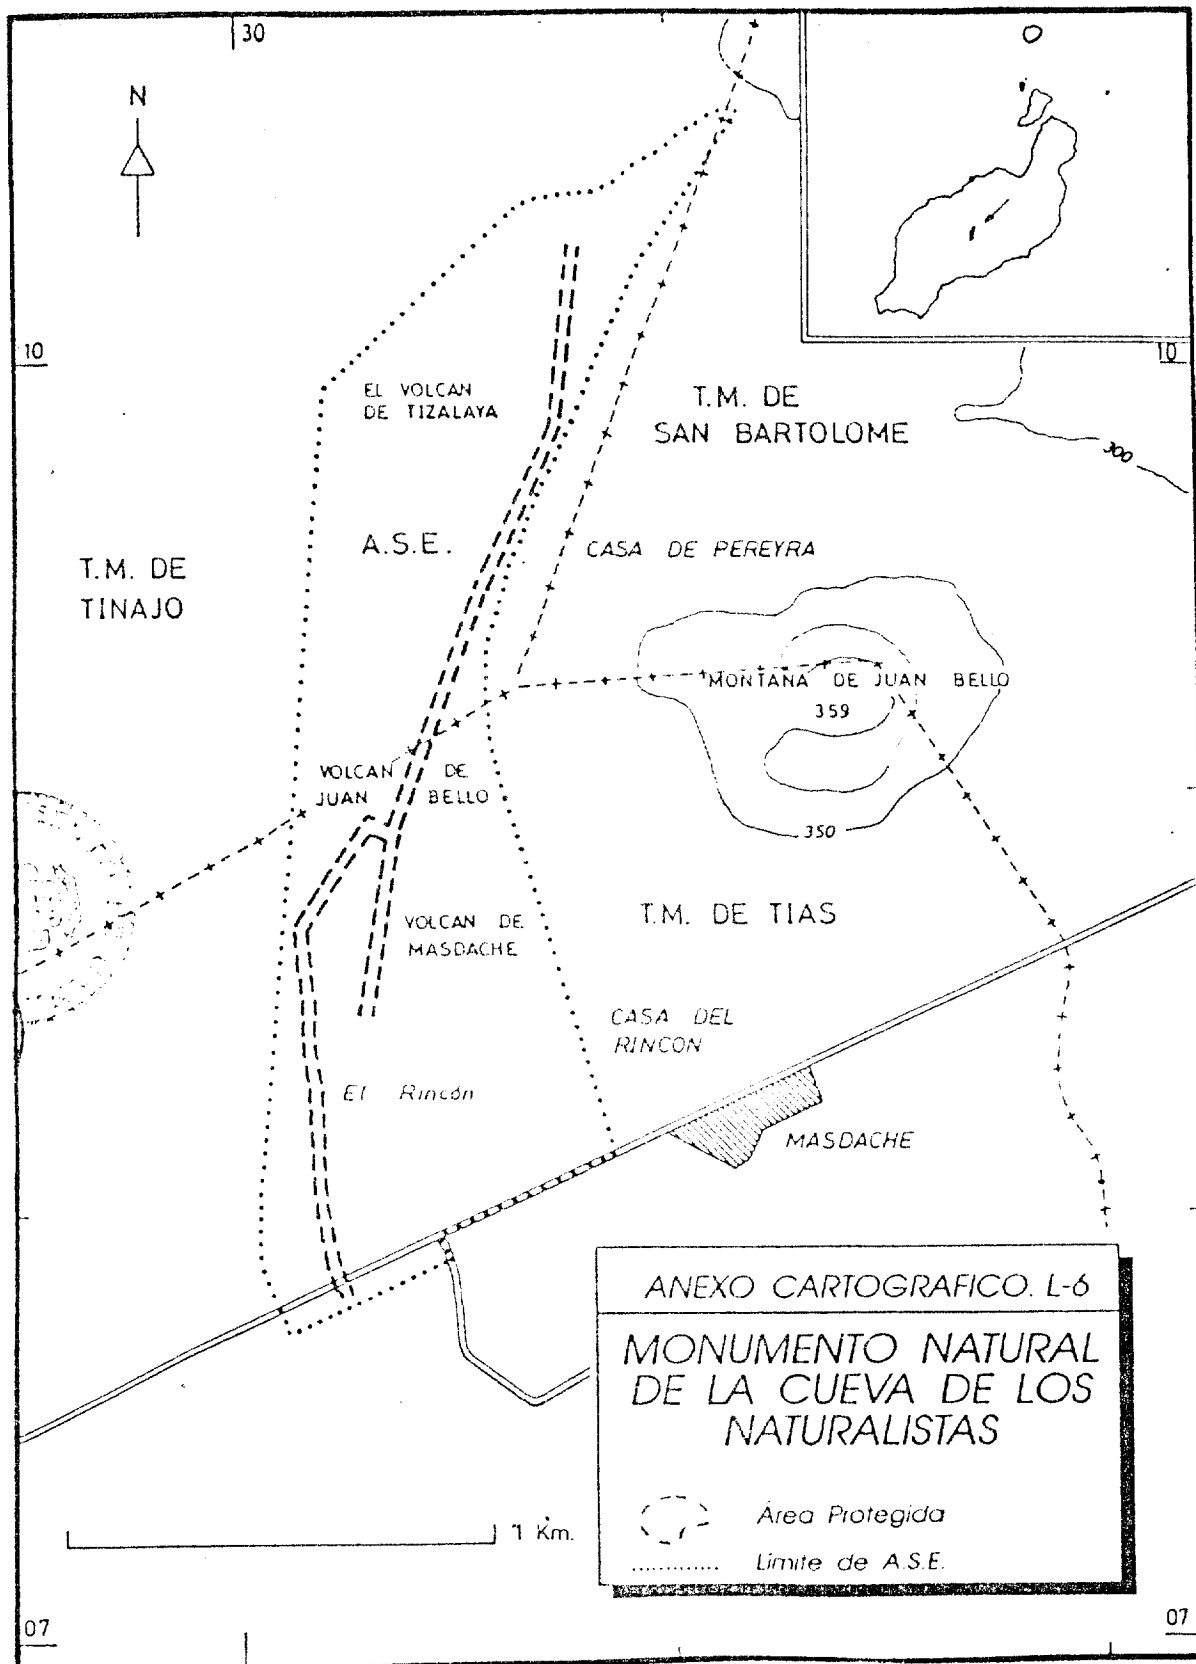 30
N
10
10
EL VOLCAN
DE TIZALAYA
T.M. DE
SAN BARTOLOME
300
A.S.E.
CASA DE PEREYRA
T.M. DE
TINAJO
MONTAÑA DE JUAN BELLO
359
VOLCAN DE
JUAN BELLO
350
VOLCAN DE
MASDACHE
T.M. DE TIAS
CASA DEL
RINCON
El Rincón
MASDACHE
ANEXO CARTOGRAFICO. L-6
MONUMENTO NATURAL
DE LA CUEVA DE LOS
NATURALISTAS
Área Protegida
Limite de A.S.E.
1 Km.
07
07